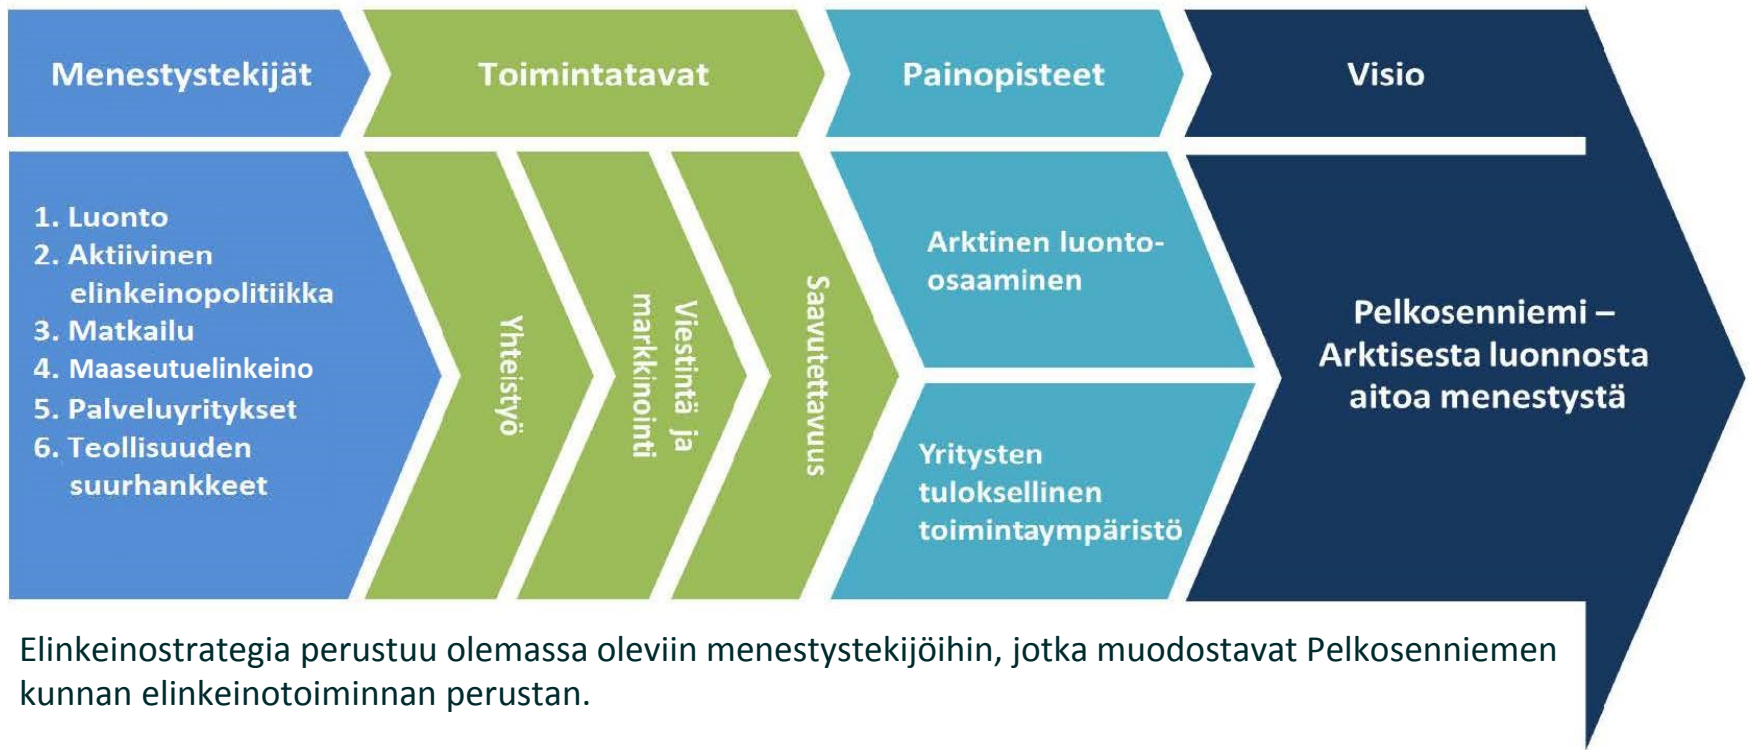 Menestystekijät
Toimintatavat
Painopisteet
Visio
1. Luonto
2. Aktiivinen
elinkeinopolitiikka
3. Matkailu
4. Maaseutuelinkeino
5. Palveluyritykset
6. Teollisuuden
suurhankkeet
Yhteistyö
Viestintä ja
markkinointi
Saavutettavuus
Arktinen luonto-
osaaminen
Yritysten
tuloksellinen
toimintaympäristö
Pelkosenniemi –
Arktisesta luonnosta
aitoa menestystä
Elinkeinostrategia perustuu olemassa oleviin menestystekijöihin, jotka muodostavat Pelkosenniemen
kunnan elinkeinotoiminnan perustan.